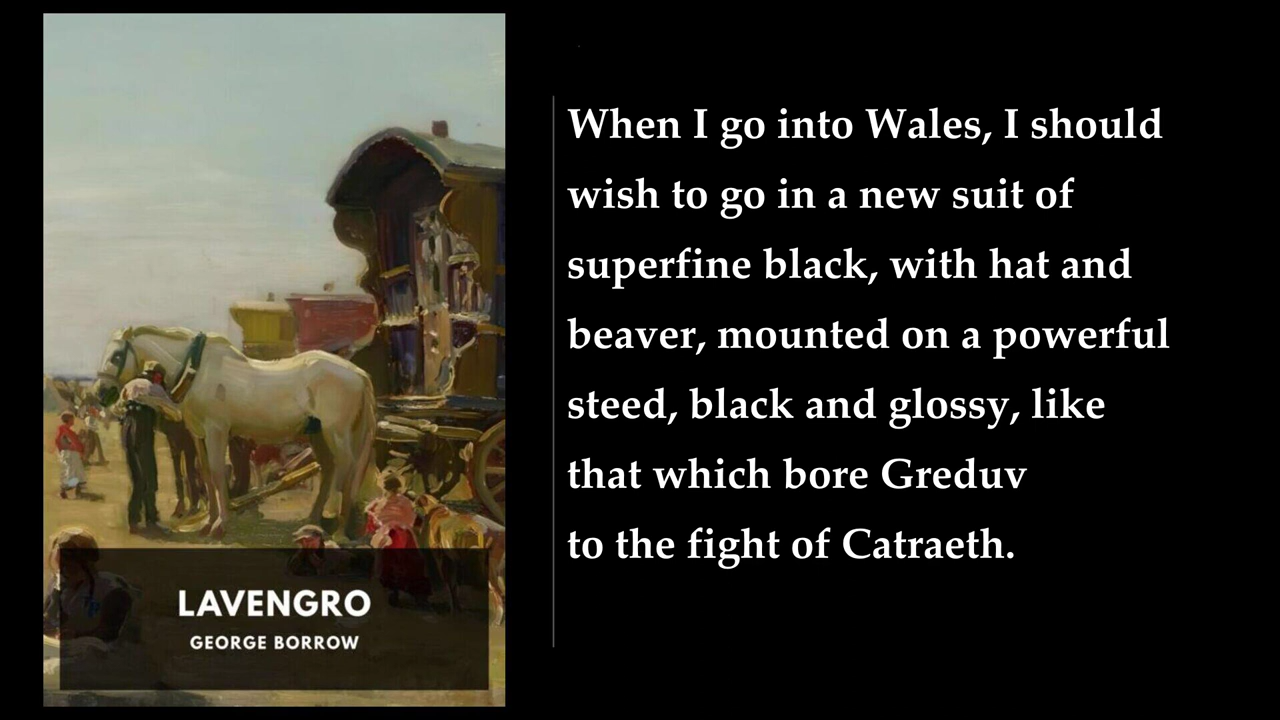 When I go into Wales, I should
wish to go in a new suit of
superfine black, with hat and
beaver, mounted on a powerful
steed, black and glossy, like
that which bore Greduv
to the fight of Catraeth.
LAVENGRO
GEORGE BORROW